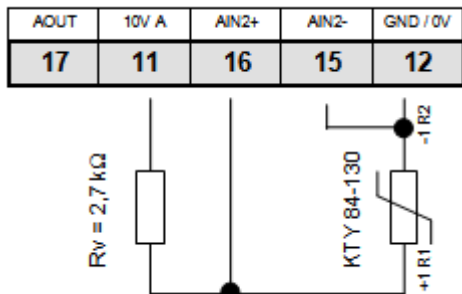 AOUT 10V A AIN2+ AIN2- GND / 0V
17 11 16 15 12
Rv = 2,7 kΩ
KTY 84-130
-1 R2
+1 R1